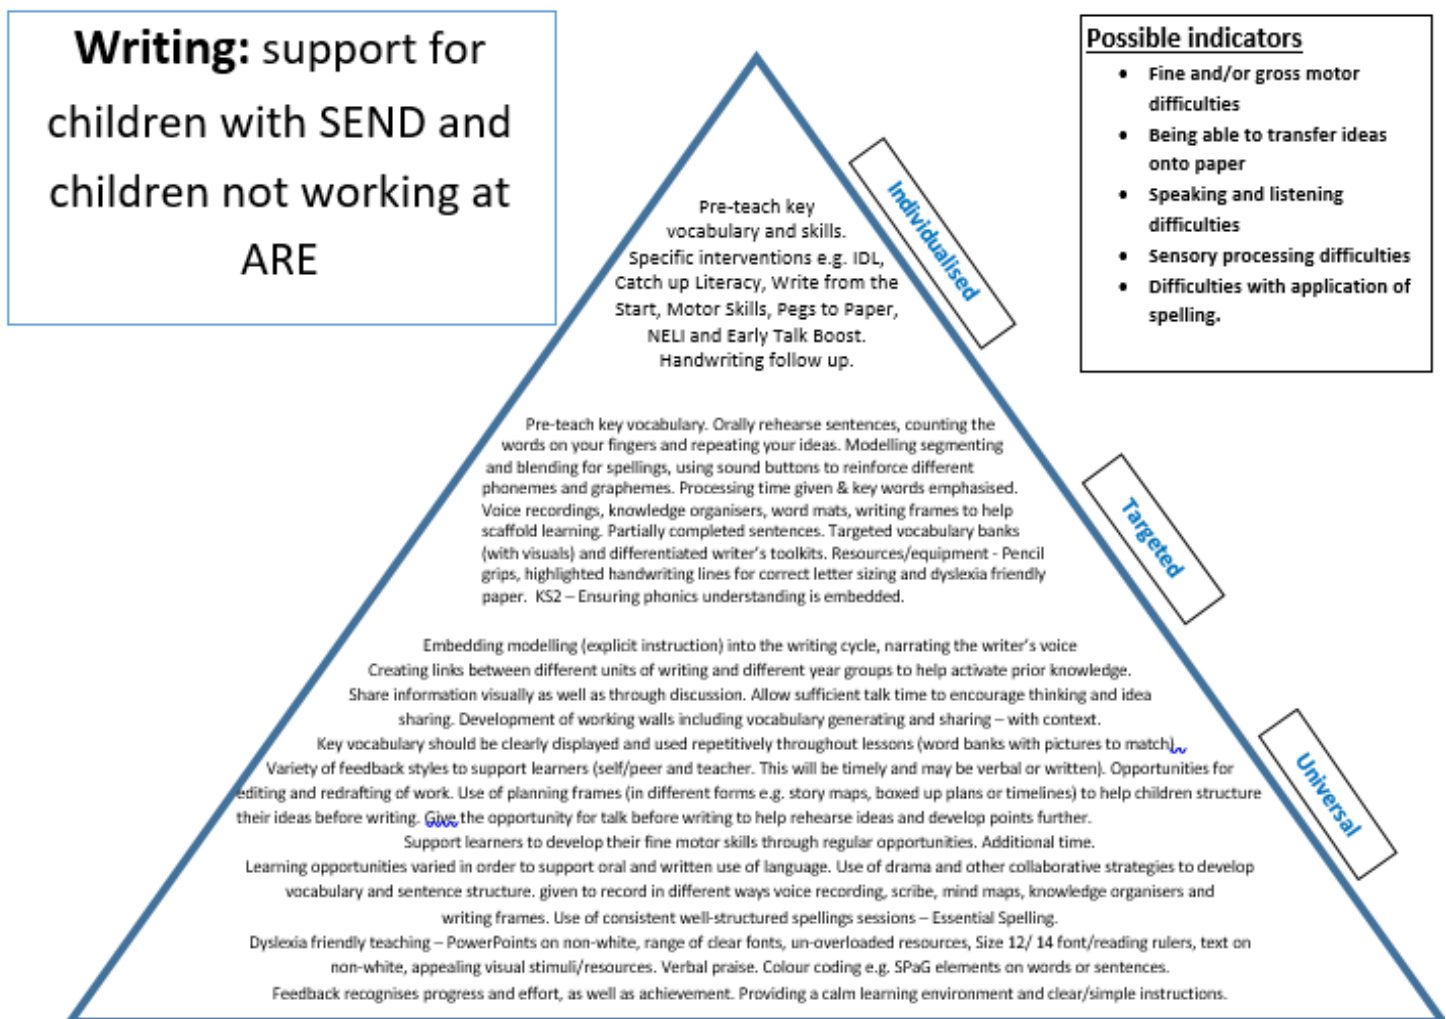 Writing: support for
children with SEND and
children not working at
ARE
Possible indicators
• Fine and/or gross motor
difficulties
• Being able to transfer ideas
onto paper
• Speaking and listening
difficulties
• Sensory processing difficulties
• Difficulties with application of
spelling.
Individualised
Pre-teach key
vocabulary and skills.
Specific interventions e.g. IDL,
Catch up Literacy, Write from the
Start, Motor Skills, Pegs to Paper,
NELI and Early Talk Boost.
Handwriting follow up.
Targeted
Pre-teach key vocabulary. Orally rehearse sentences, counting the
words on your fingers and repeating your ideas. Modelling segmenting
and blending for spellings, using sound buttons to reinforce different
phonemes and graphemes. Processing time given & key words emphasised.
Voice recordings, knowledge organisers, word mats, writing frames to help
scaffold learning. Partially completed sentences. Targeted vocabulary banks
(with visuals) and differentiated writer's toolkits. Resources/equipment - Pencil
grips, highlighted handwriting lines for correct letter sizing and dyslexia friendly
paper. KS2 – Ensuring phonics understanding is embedded.
Universal
Embedding modelling (explicit instruction) into the writing cycle, narrating the writer's voice
Creating links between different units of writing and different year groups to help activate prior knowledge.
Share information visually as well as through discussion. Allow sufficient talk time to encourage thinking and idea
sharing. Development of working walls including vocabulary generating and sharing – with context.
Key vocabulary should be clearly displayed and used repetitively throughout lessons (word banks with pictures to match).
Variety of feedback styles to support learners (self/peer and teacher. This will be timely and may be verbal or written). Opportunities for
editing and redrafting of work. Use of planning frames (in different forms e.g. story maps, boxed up plans or timelines) to help children structure
their ideas before writing. Give the opportunity for talk before writing to help rehearse ideas and develop points further.
Support learners to develop their fine motor skills through regular opportunities. Additional time.
Learning opportunities varied in order to support oral and written use of language. Use of drama and other collaborative strategies to develop
vocabulary and sentence structure. given to record in different ways voice recording, scribe, mind maps, knowledge organisers and
writing frames. Use of consistent well-structured spellings sessions – Essential Spelling.
Dyslexia friendly teaching – PowerPoints on non-white, range of clear fonts, un-overloaded resources, Size 12/ 14 font/reading rulers, text on
non-white, appealing visual stimuli/resources. Verbal praise. Colour coding e.g. SPaG elements on words or sentences.
Feedback recognises progress and effort, as well as achievement. Providing a calm learning environment and clear/simple instructions.